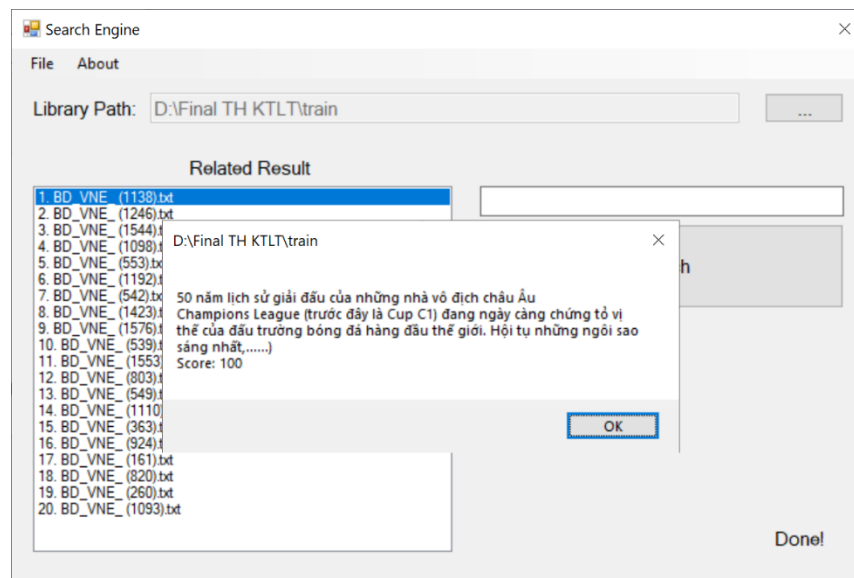 Search Engine
File About
Library Path: D:\Final TH KTLT\train ...
Related Result
1. BD_VNE_ (1138).txt
2. BD_VNE_ (1246).txt
3. BD_VNE_ (1544).t
4. BD_VNE_ (1098).t
5. BD_VNE_ (553).tx
6. BD_VNE_ (1192).t
7. BD_VNE_ (542).tx
8. BD_VNE_ (1423).t
9. BD_VNE_ (1576).t
10. BD_VNE_ (539).t
11. BD_VNE_ (1553)
12. BD_VNE_ (803).t
13. BD_VNE_ (549).t
14. BD_VNE_ (1110)
15. BD_VNE_ (363).t
16. BD_VNE_ (924).t
17. BD_VNE_ (161).txt
18. BD_VNE_ (820).txt
19. BD_VNE_ (260).txt
20. BD_VNE_ (1093).txt
D:\Final TH KTLT\train
50 năm lịch sử giải đấu của những nhà vô địch châu Âu
Champions League (trước đây là Cup C1) đang ngày càng chứng tỏ vị
thế của đấu trường bóng đá hàng đầu thế giới. Hội tụ những ngôi sao
sáng nhất,......)
Score: 100
OK
h
Done!